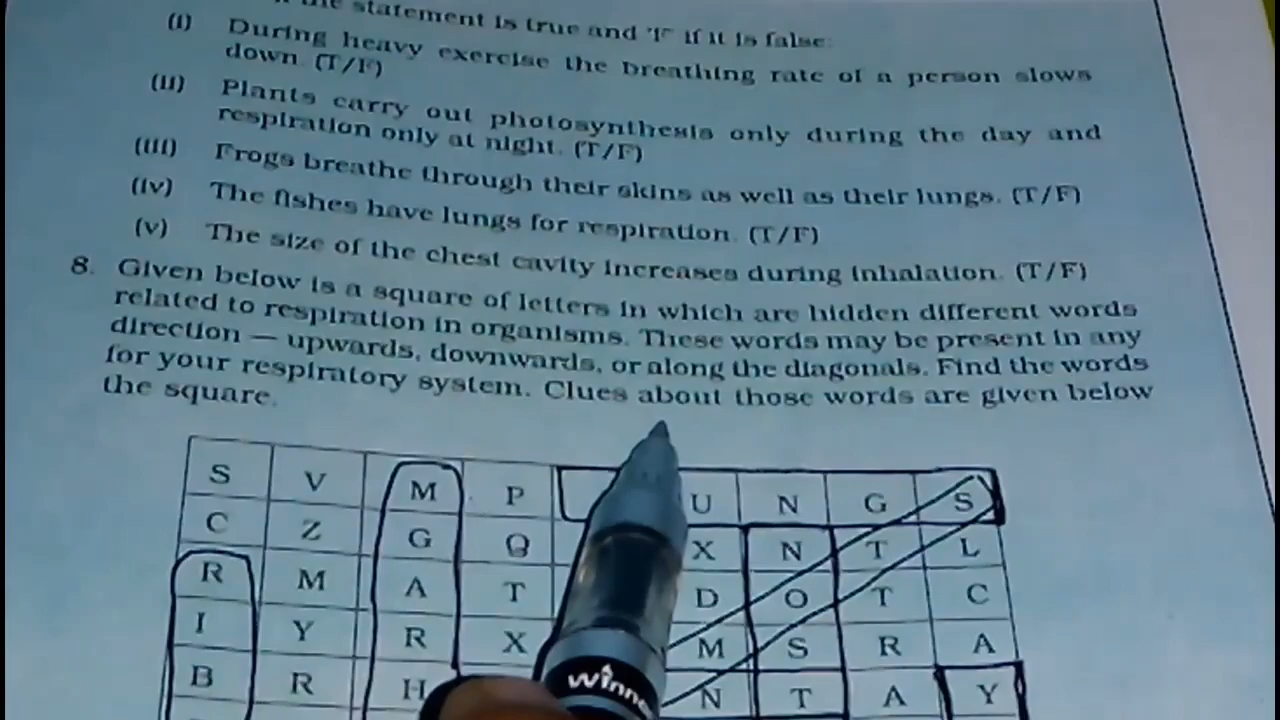 the statement is true and 'F' if it is false:
(i) During heavy exercise the breathing rate of a person slows
down. (T/F)
(ii) Plants carry out photosynthesis only during the day and
respiration only at night. (T/F)
(iii) Frogs breathe through their skins as well as their lungs. (T/F)
(iv) The fishes have lungs for respiration. (T/F)
(v) The size of the chest cavity increases during inhalation. (T/F)
8. Given below is a square of letters in which are hidden different words
related to respiration in organisms. These words may be present in any
direction — upwards, downwards, or along the diagonals. Find the words
for your respiratory system. Clues about those words are given below
the square.
S V M P U N G S
C Z G Q X N T L
R M A T D O T C
I Y R X M S R A
B R H N T A Y